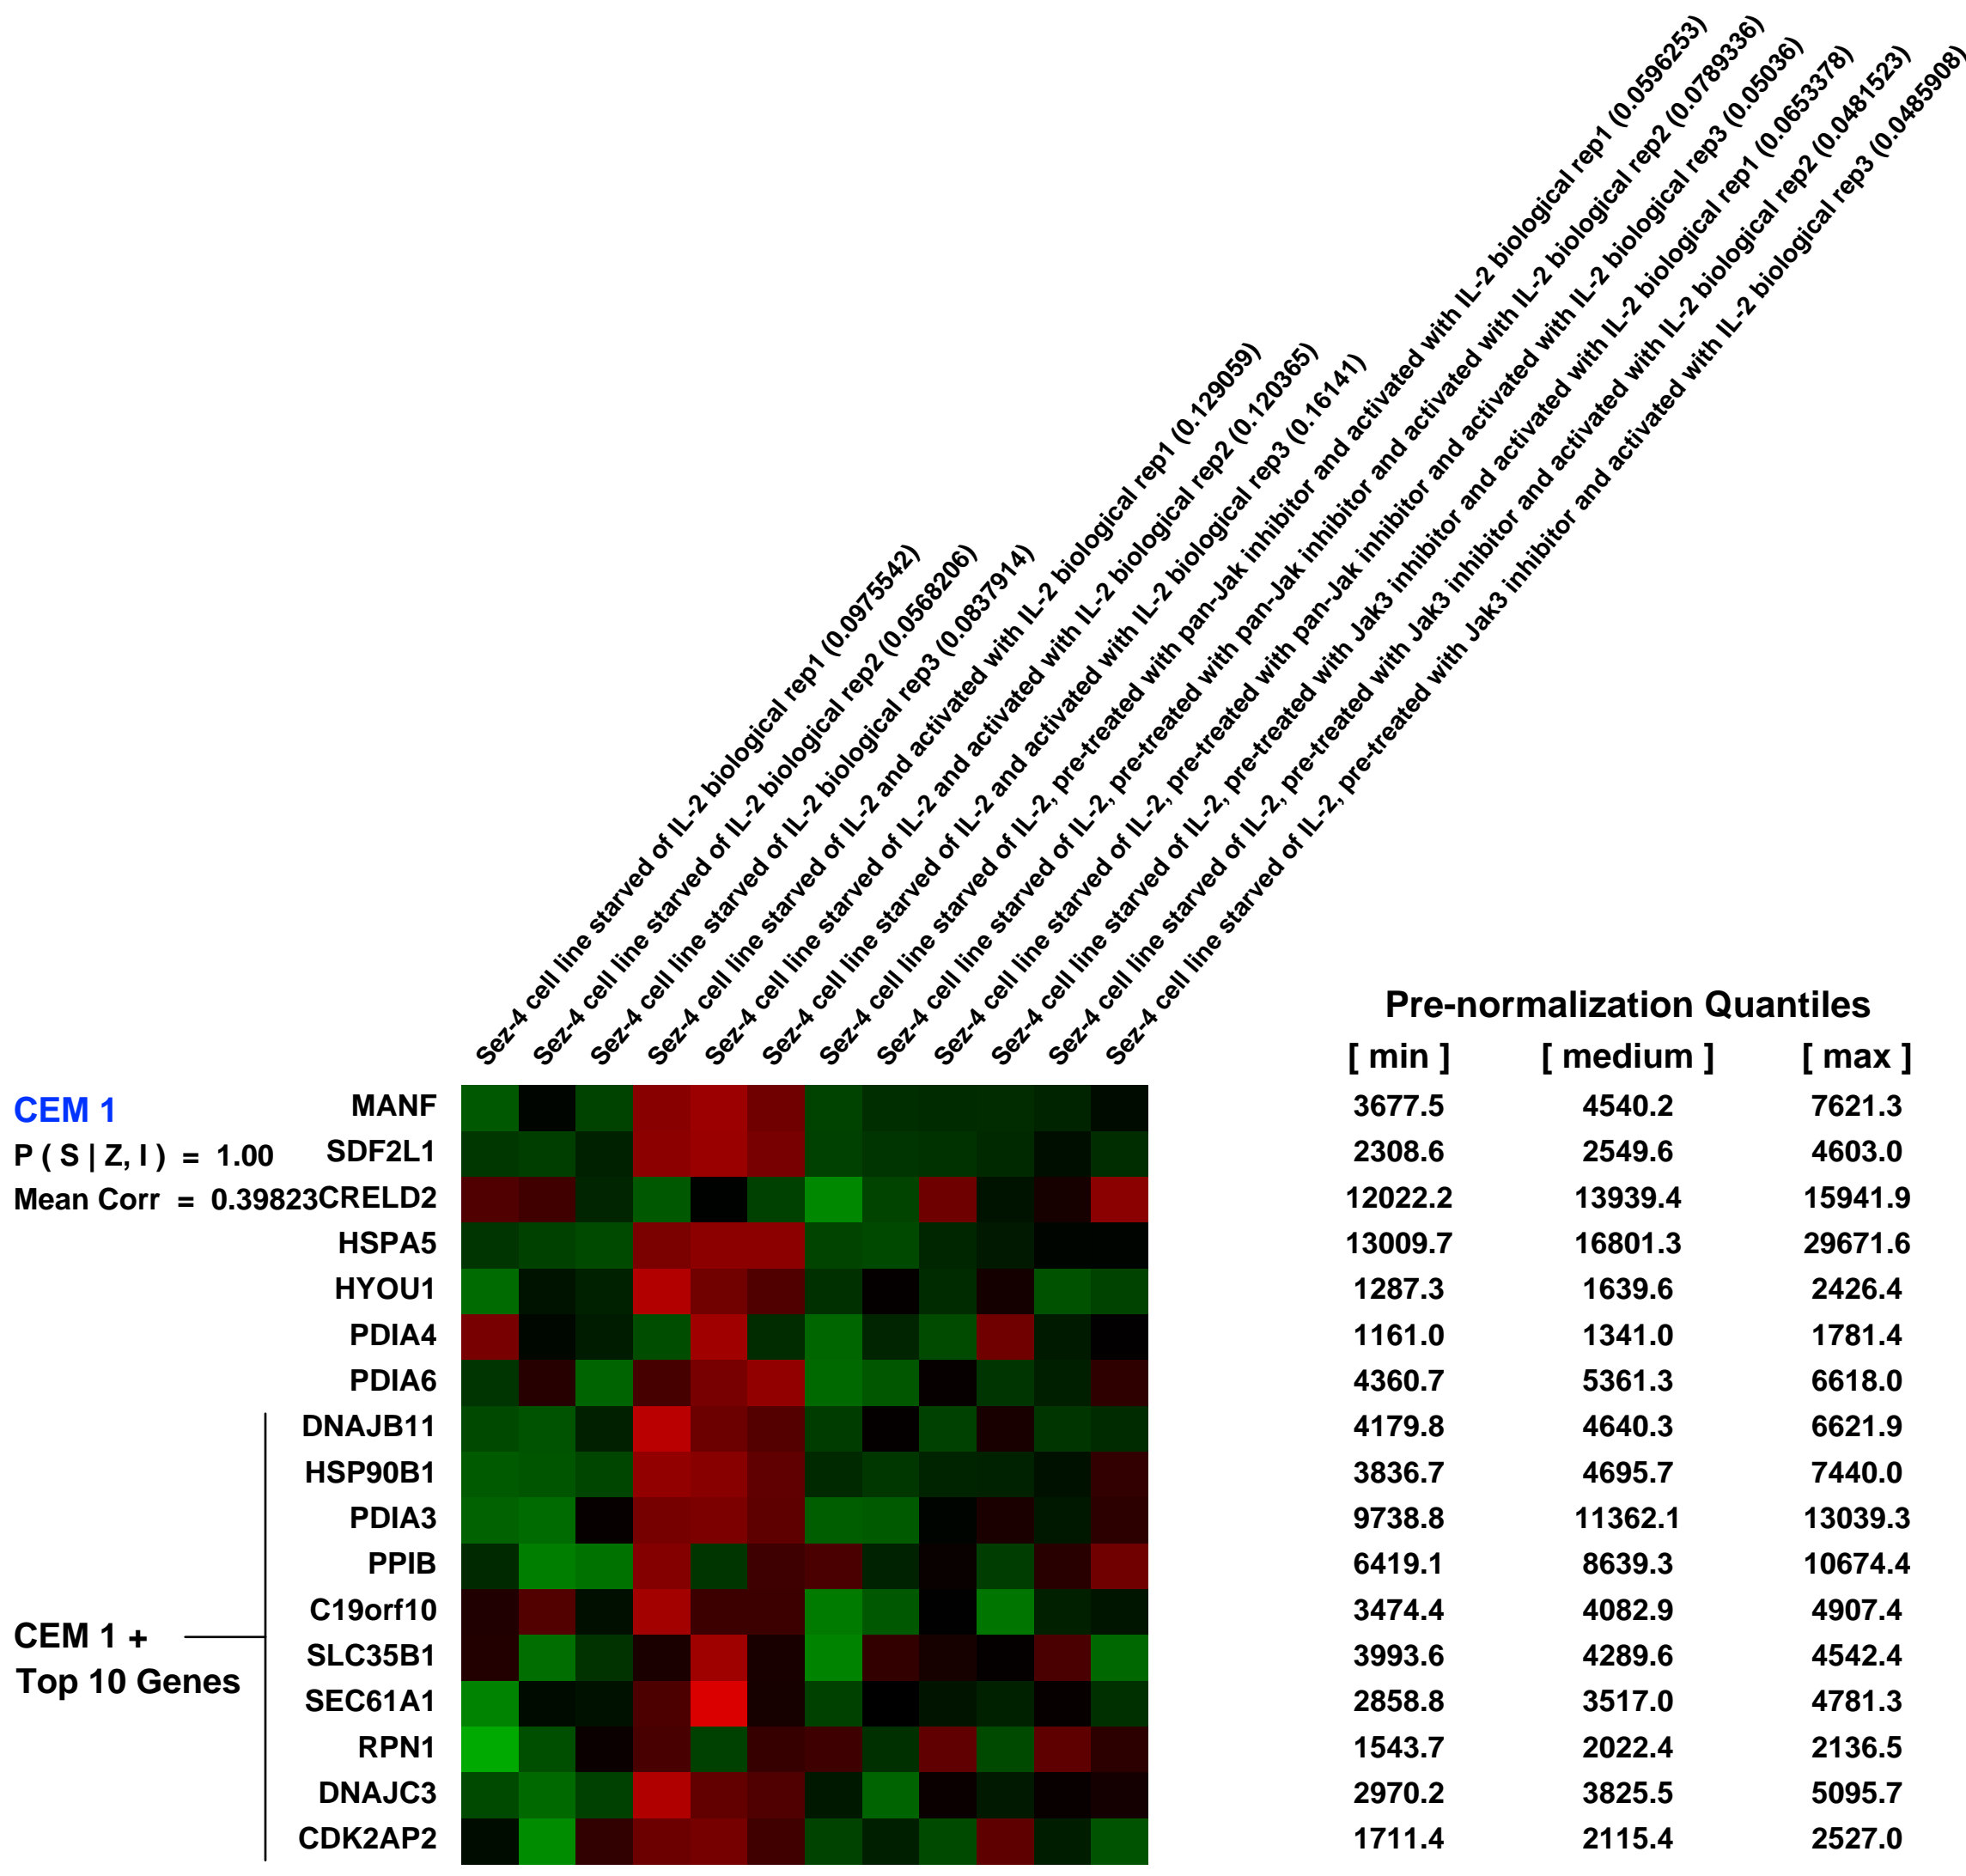 Sez-4 cell line starved of IL-2 biological rep1 (0.0975542)
Sez-4 cell line starved of IL-2 biological rep2 (0.0568206)
Sez-4 cell line starved of IL-2 biological rep3 (0.0837914)
Sez-4 cell line starved of IL-2 and activated with IL-2 biological rep1 (0.129059)
Sez-4 cell line starved of IL-2 and activated with IL-2 biological rep2 (0.120365)
Sez-4 cell line starved of IL-2 and activated with IL-2 biological rep3 (0.16141)
Sez-4 cell line starved of IL-2, pre-treated with pan-Jak inhibitor and activated with IL-2 biological rep1 (0.0596253)
Sez-4 cell line starved of IL-2, pre-treated with pan-Jak inhibitor and activated with IL-2 biological rep2 (0.0789336)
Sez-4 cell line starved of IL-2, pre-treated with pan-Jak inhibitor and activated with IL-2 biological rep3 (0.05036)
Sez-4 cell line starved of IL-2, pre-treated with Jak3 inhibitor and activated with IL-2 biological rep1 (0.0653378)
Sez-4 cell line starved of IL-2, pre-treated with Jak3 inhibitor and activated with IL-2 biological rep2 (0.0481523)
Sez-4 cell line starved of IL-2, pre-treated with Jak3 inhibitor and activated with IL-2 biological rep3 (0.0485908)
Pre-normalization Quantiles
[ min ] [ medium ] [ max ]
CEM 1 MANF 3677.5 4540.2 7621.3
P ( S | Z, I ) = 1.00 SDF2L1 2308.6 2549.6 4603.0
Mean Corr = 0.39823 CRELD2 12022.2 13939.4 15941.9
HSPA5 13009.7 16801.3 29671.6
HYOU1 1287.3 1639.6 2426.4
PDIA4 1161.0 1341.0 1781.4
PDIA6 4360.7 5361.3 6618.0
DNAJB11 4179.8 4640.3 6621.9
HSP90B1 3836.7 4695.7 7440.0
PDIA3 9738.8 11362.1 13039.3
PPIB 6419.1 8639.3 10674.4
C19orf10 3474.4 4082.9 4907.4
CEM 1 +
SLC35B1 3993.6 4289.6 4542.4
Top 10 Genes
SEC61A1 2858.8 3517.0 4781.3
RPN1 1543.7 2022.4 2136.5
DNAJC3 2970.2 3825.5 5095.7
CDK2AP2 1711.4 2115.4 2527.0